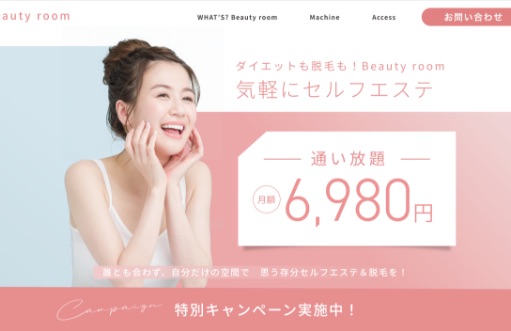 eauty room
WHAT'S? Beauty room
Machine
Access
お問い合わせ
ダイエットも脱毛も！Beauty room
気軽にセルフエステ
通い放題
月額
6,980円
誰とも合わず、自分だけの空間で 思う存分セルフエステ＆脱毛を！
Campaign
特別キャンペーン実施中！